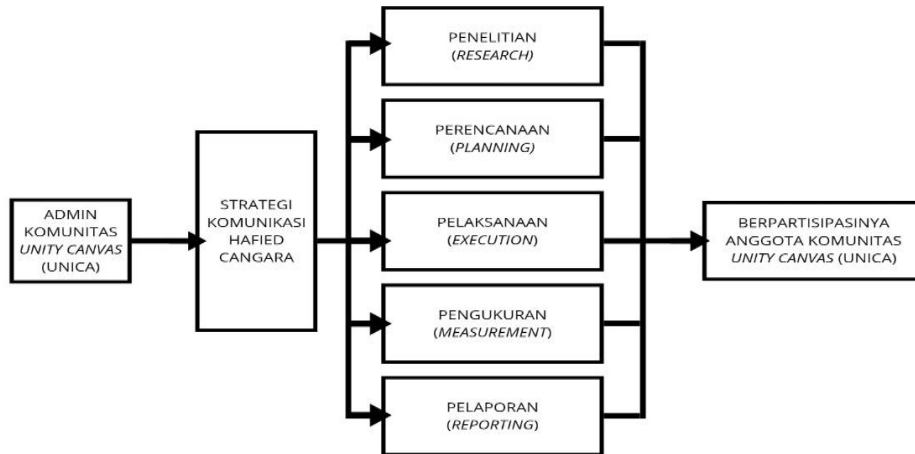 ADMIN
KOMUNITAS
UNITY CANVAS
(UNICA)
STRATEGI
KOMUNIKASI
HAFIED
CANGARA
PENELITIAN
(RESEARCH)
PERENCANAAN
(PLANNING)
PELAKSANAAN
(EXECUTION)
PENGUKURAN
(MEASUREMENT)
PELAPORAN
(REPORTING)
BERPARTISIPASINYA
ANGGOTA KOMUNITAS
UNITY CANVAS (UNICA)